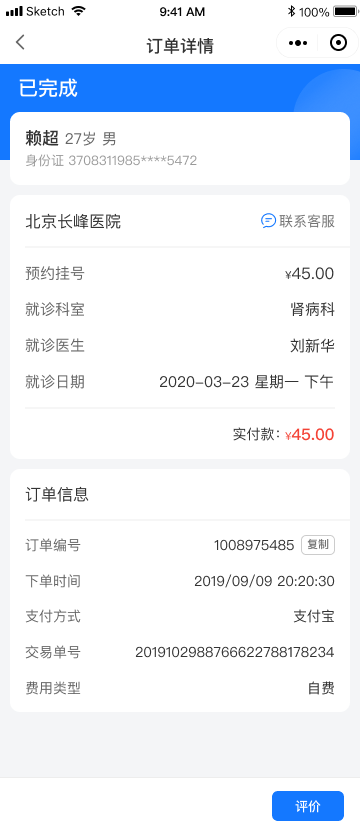 Sketch 9:41 AM 100%
订单详情
已完成
赖超 27岁 男
身份证 3708311985****5472
北京长峰医院 联系客服
预约挂号 ¥45.00
就诊科室 肾病科
就诊医生 刘新华
就诊日期 2020-03-23 星期一 下午
实付款: ¥45.00
订单信息
订单编号 1008975485 复制
下单时间 2019/09/09 20:20:30
支付方式 支付宝
交易单号 2019102988766622788178234
费用类型 自费
评价